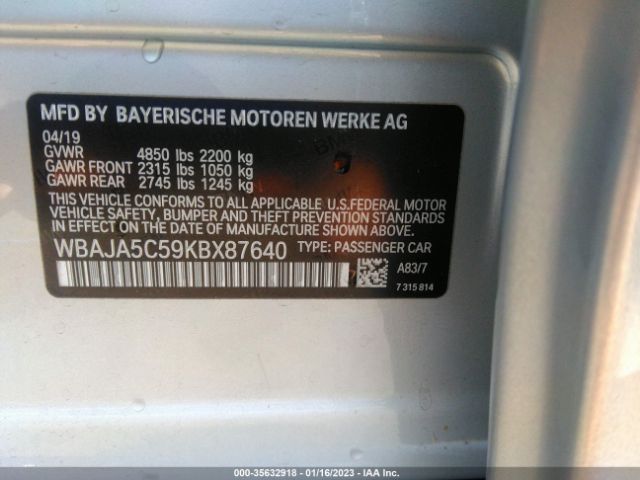 MFD BY BAYERISCHE MOTOREN WERKE AG
04/19
GVWR 4850 lbs 2200 kg
GAWR FRONT 2315 lbs 1050 kg
GAWR REAR 2745 lbs 1245 kg
THIS VEHICLE CONFORMS TO ALL APPLICABLE U.S.FEDERAL MOTOR
VEHICLE SAFETY, BUMPER AND THEFT PREVENTION STANDARDS
IN EFFECT ON THE DATE OF MANUFACTURE SHOWN ABOVE.
WBAJA5C59KBX87640 TYPE: PASSENGER CAR
A83/7
7 315 814
000-35632918 | 01/16/2023 | IAA Inc.